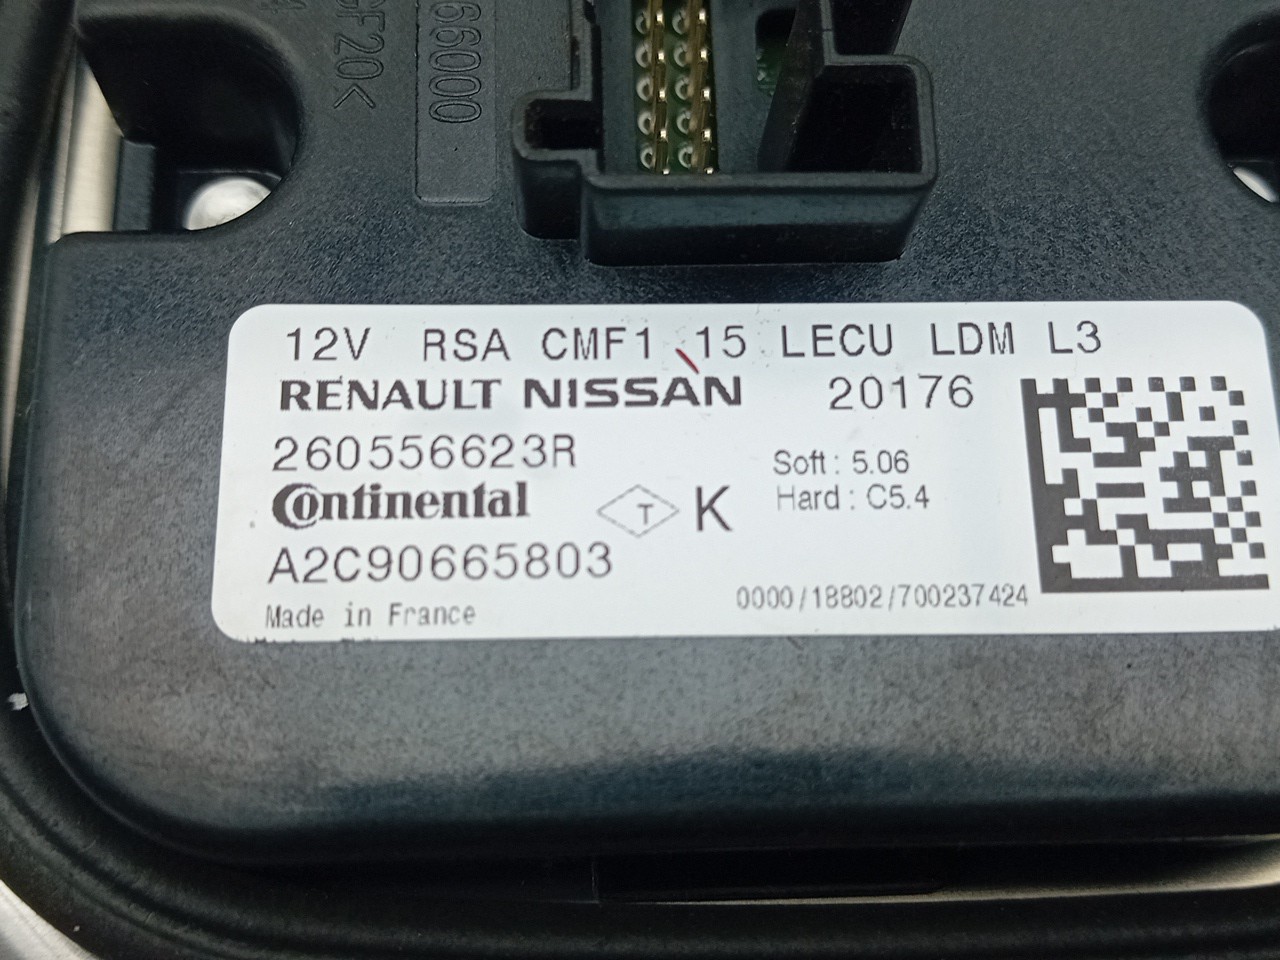 GF20<
66000
12V RSA CMF1 15 LECU LDM L3
RENAULT NISSAN 20176
260556623R
Soft : 5.06
Continental T K Hard : C5.4
A2C90665803
0000/18802/700237424
Made in France